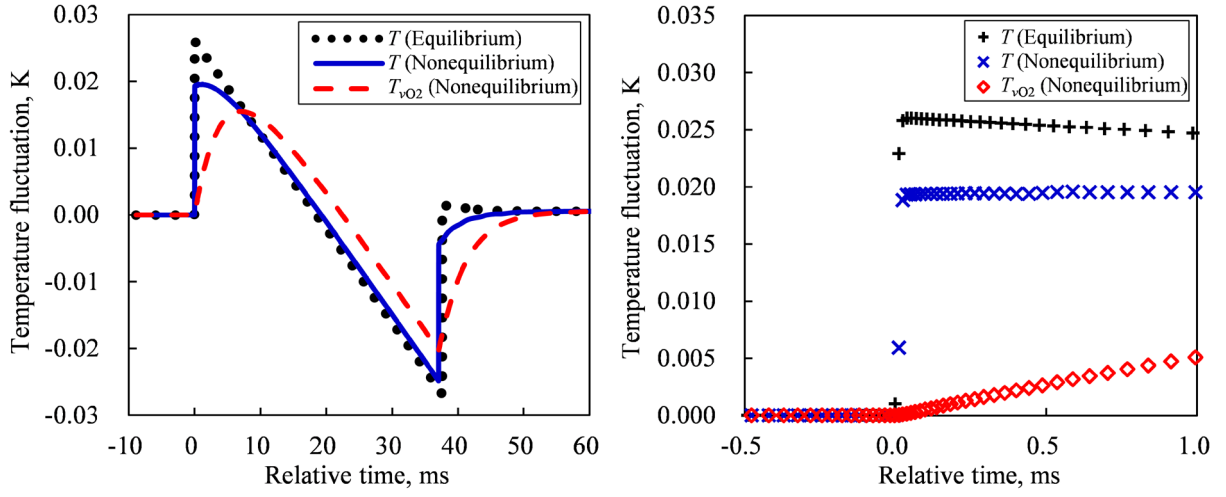 0.03
0.02
0.01
0.00
-0.01
-0.02
-0.03
Temperature fluctuation, K
T (Equilibrium)
T (Nonequilibrium)
TvO2 (Nonequilibrium)
-10 0 10 20 30 40 50 60
Relative time, ms
0.035
0.030
0.025
0.020
0.015
0.010
0.005
0.000
Temperature fluctuation, K
T (Equilibrium)
T (Nonequilibrium)
TvO2 (Nonequilibrium)
-0.5 0.0 0.5 1.0
Relative time, ms